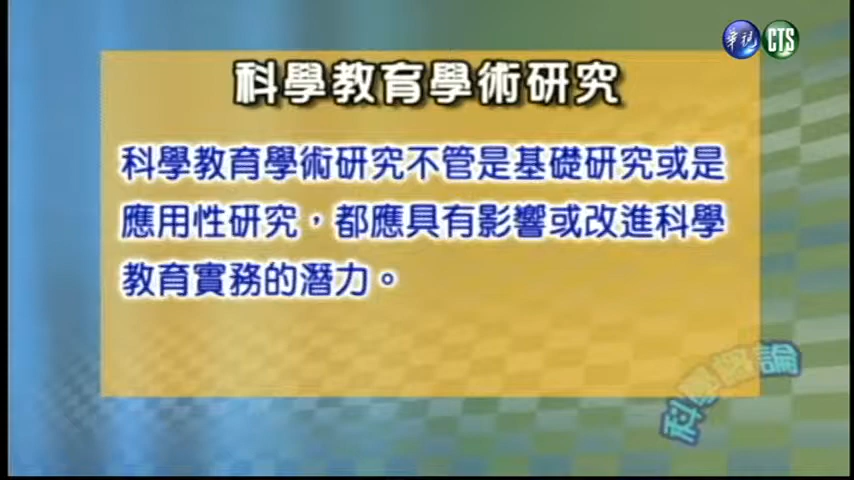 華視 CTS
科學教育學術研究
科學教育學術研究不管是基礎研究或是
應用性研究，都應具有影響或改進科學
教育實務的潛力。